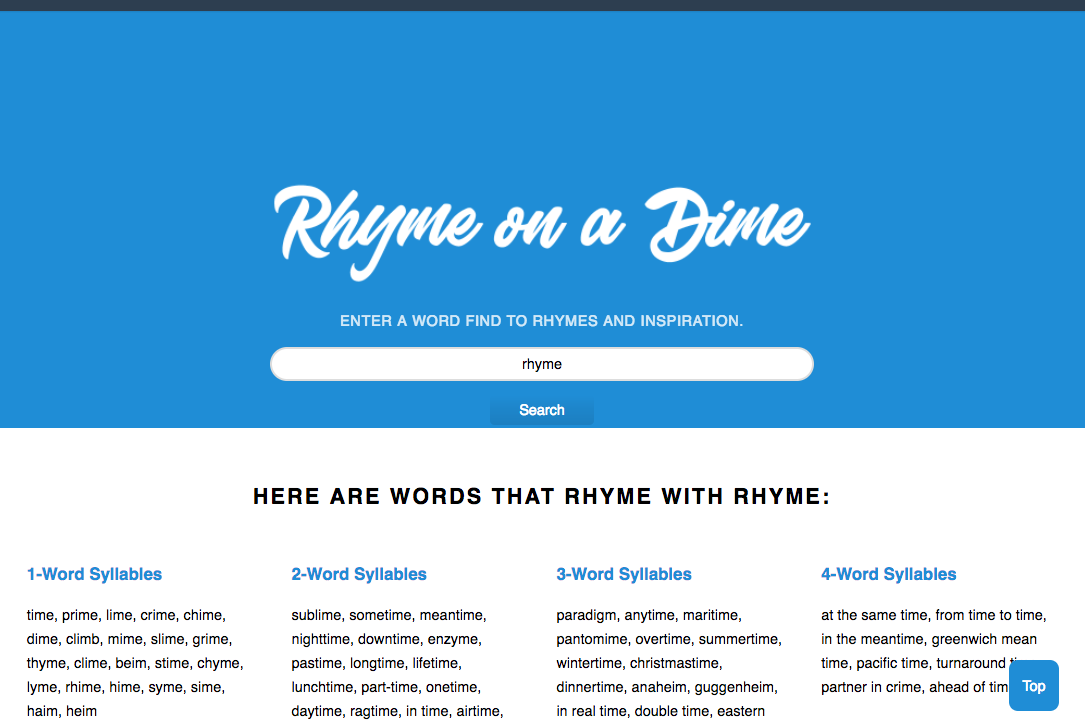 Rhyme on a Dime
ENTER A WORD FIND TO RHYMES AND INSPIRATION.
rhyme
Search
HERE ARE WORDS THAT RHYME WITH RHYME:
1-Word Syllables
time, prime, lime, crime, chime,
dime, climb, mime, slime, grime,
thyme, clime, beim, stime, chyme,
lyme, rhime, hime, syme, sime,
haim, heim
2-Word Syllables
sublime, sometime, meantime,
nighttime, downtime, enzyme,
pastime, longtime, lifetime,
lunchtime, part-time, onetime,
daytime, ragtime, in time, airtime,
3-Word Syllables
paradigm, anytime, maritime,
pantomime, overtime, summertime,
wintertime, christmastime,
dinnertime, anaheim, guggenheim,
in real time, double time, eastern
4-Word Syllables
at the same time, from time to time,
in the meantime, greenwich mean
time, pacific time, turnaround
partner in crime, ahead of
Top